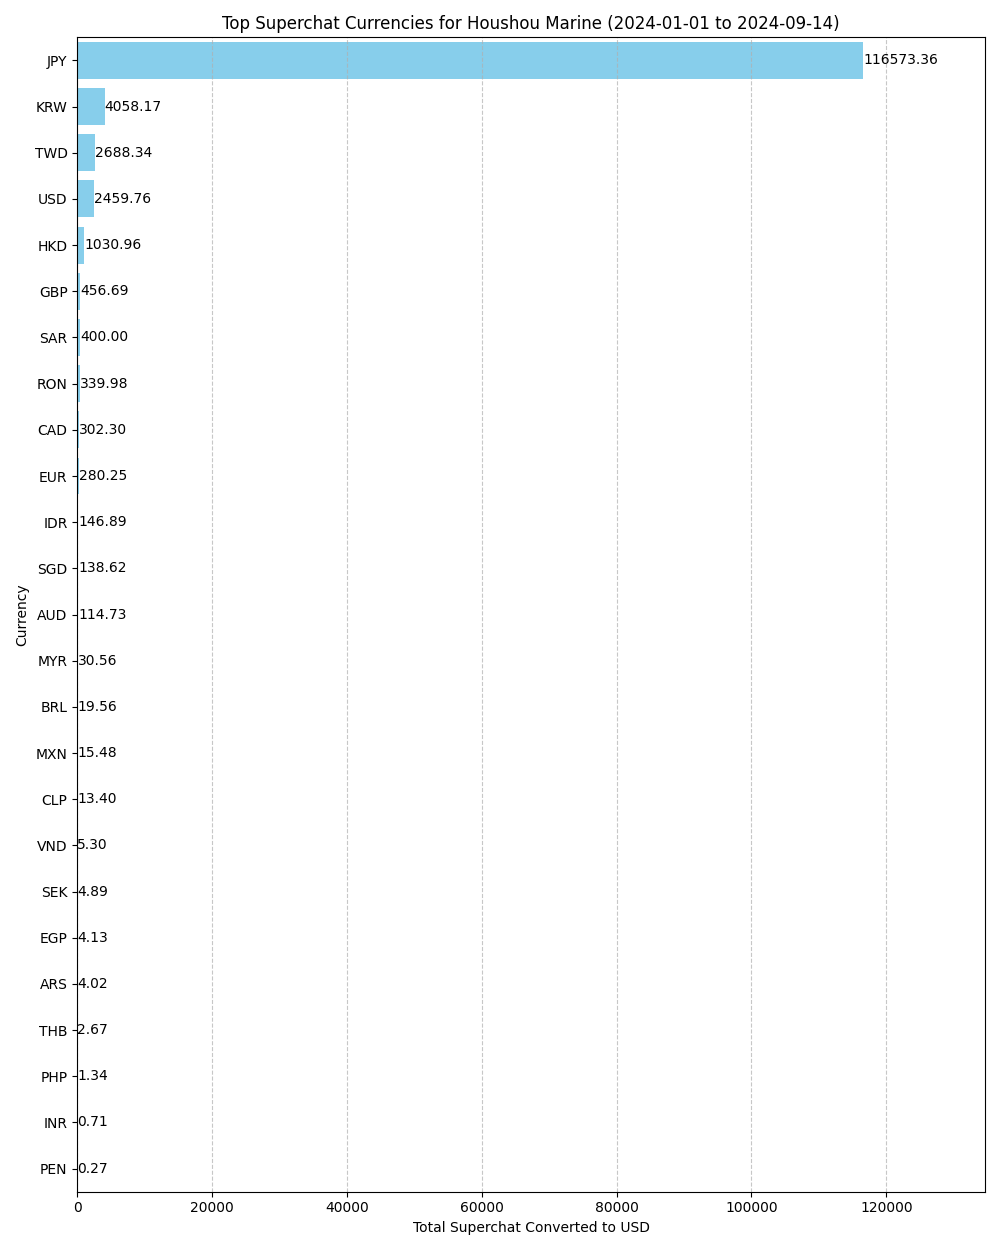 Top Superchat Currencies for Houshou Marine (2024-01-01 to 2024-09-14)
JPY 116573.36
KRW 4058.17
TWD 2688.34
USD 2459.76
HKD 1030.96
GBP 456.69
SAR 400.00
RON 339.98
CAD 302.30
EUR 280.25
IDR 146.89
SGD 138.62
AUD 114.73
MYR 30.56
BRL 19.56
MXN 15.48
CLP 13.40
VND 5.30
SEK 4.89
EGP 4.13
ARS 4.02
THB 2.67
PHP 1.34
INR 0.71
PEN 0.27
Currency
0 20000 40000 60000 80000 100000 120000
Total Superchat Converted to USD